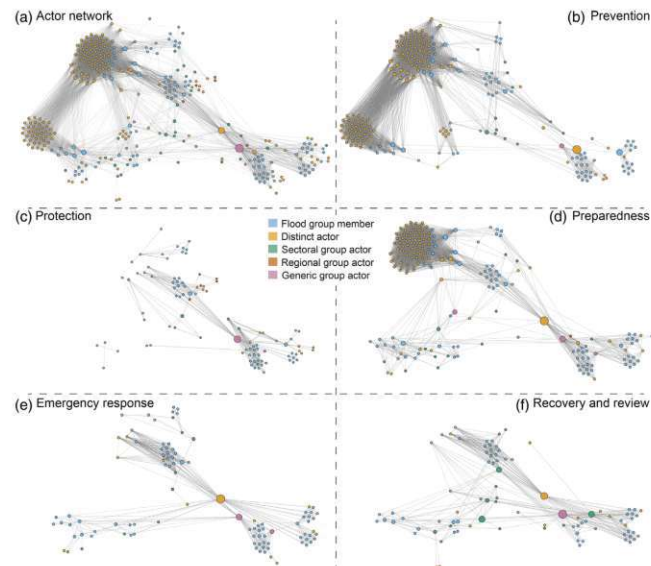 (a) Actor network
(b) Prevention
(c) Protection
Flood group member
Distinct actor
Sectoral group actor
Regional group actor
Generic group actor
(d) Preparedness
(e) Emergency response
(f) Recovery and review